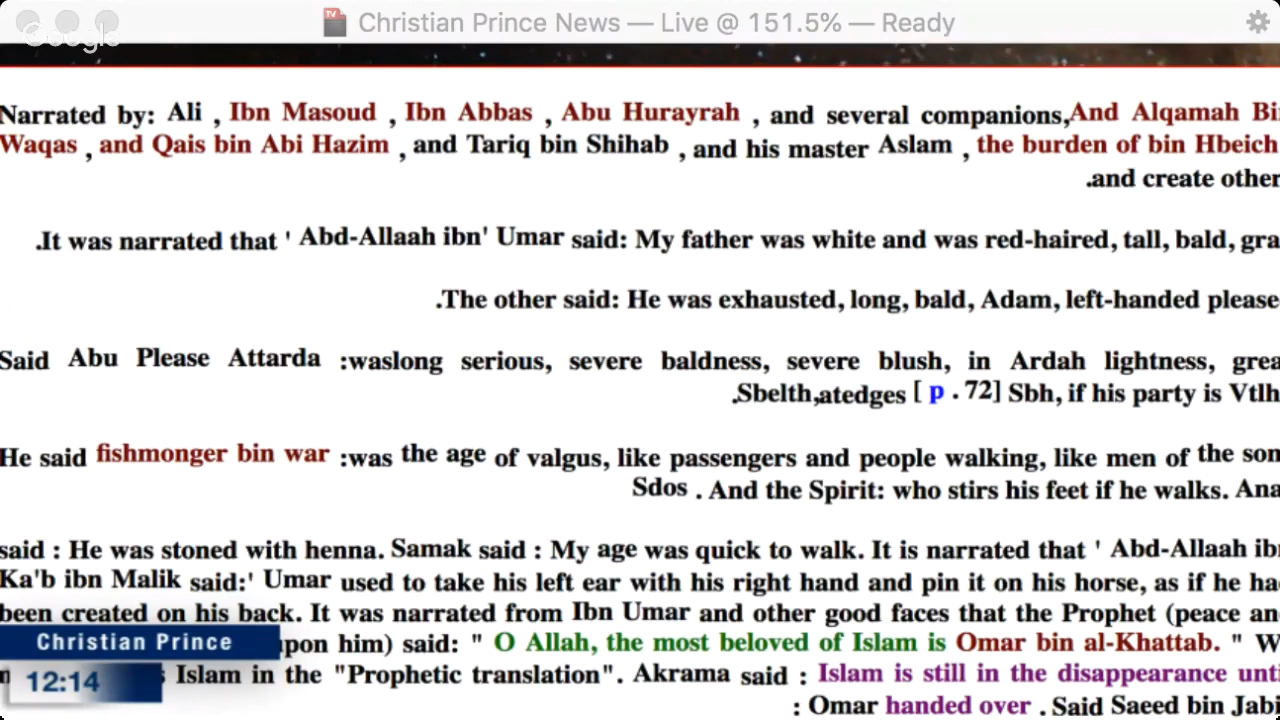 Christian Prince News — Live @ 151.5% — Ready
Google
Narrated by: Ali , Ibn Masoud , Ibn Abbas , Abu Hurayrah , and several companions,And Alqamah Bi
Waqas , and Qais bin Abi Hazim , and Tariq bin Shihab , and his master Aslam , the burden of bin Hbeich
.and create other
.It was narrated that ' Abd-Allaah ibn' Umar said: My father was white and was red-haired, tall, bald, gra
.The other said: He was exhausted, long, bald, Adam, left-handed please
Said Abu Please Attarda :waslong serious, severe baldness, severe blush, in Ardah lightness, grea
.Sbelth,atedges [ p . 72] Sbh, if his party is Vtlh
He said fishmonger bin war :was the age of valgus, like passengers and people walking, like men of the son
Sdos . And the Spirit: who stirs his feet if he walks. Ana
said : He was stoned with henna. Samak said : My age was quick to walk. It is narrated that ' Abd-Allaah ibn
Ka'b ibn Malik said:' Umar used to take his left ear with his right hand and pin it on his horse, as if he ha
been created on his back. It was narrated from Ibn Umar and other good faces that the Prophet (peace an
upon him) said: " O Allah, the most beloved of Islam is Omar bin al-Khattab. " W
Islam in the "Prophetic translation". Akrama said : Islam is still in the disappearance unti
: Omar handed over . Said Saeed bin Jabi
Christian Prince
12:14